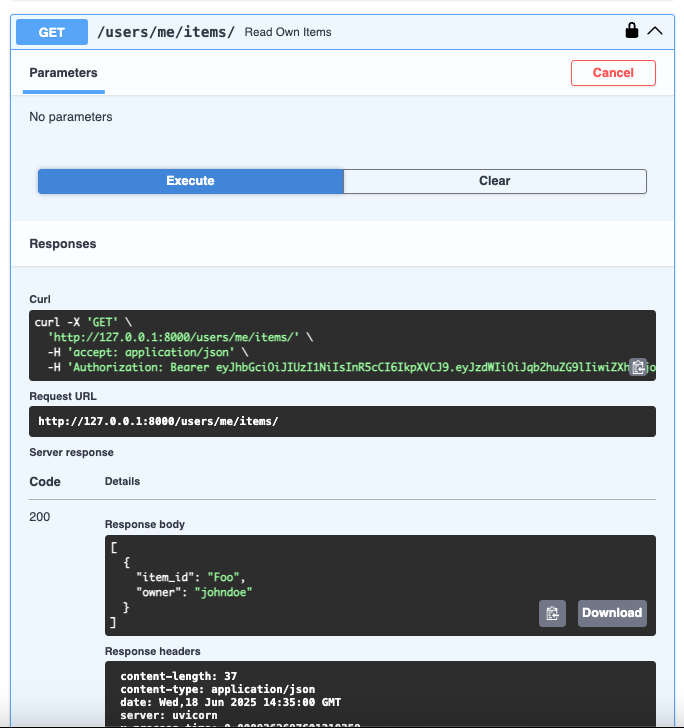 GET /users/me/items/ Read Own Items
Parameters
Cancel
No parameters
Execute
Clear
Responses
Curl
curl -X 'GET' \
'http://127.0.0.1:8000/users/me/items/' \
-H 'accept: application/json' \
-H 'Authorization: Bearer eyJhbGciOiJIUzI1NiIsInR5cCI6IkpXVCJ9.eyJzdWIiOiJqb2huZG9lIiwiZXh
Request URL
http://127.0.0.1:8000/users/me/items/
Server response
Code Details
200
Response body
[
{
"item_id": "Foo",
"owner": "johndoe"
}
]
Download
Response headers
content-length: 37
content-type: application/json
date: Wed,18 Jun 2025 14:35:00 GMT
server: uvicorn